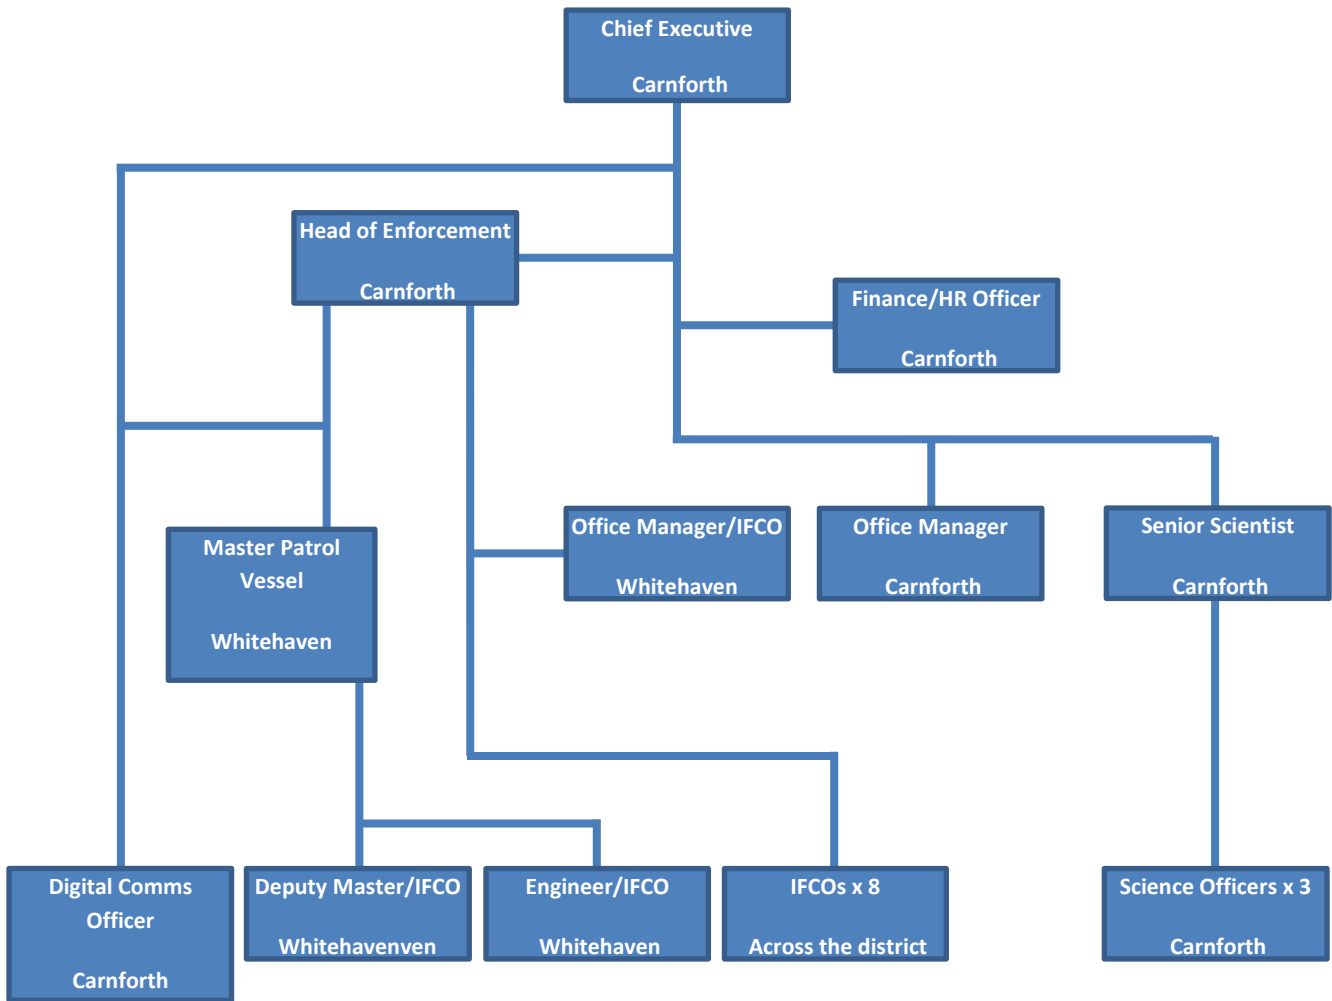 Chief Executive
Carnforth
Head of Enforcement
Carnforth
Finance/HR Officer
Carnforth
Master Patrol
Vessel
Whitehaven
Office Manager/IFCO
Whitehaven
Office Manager
Carnforth
Senior Scientist
Carnforth
Digital Comms
Officer
Carnforth
Deputy Master/IFCO
Whitehavenven
Engineer/IFCO
Whitehaven
IFCOs x 8
Across the district
Science Officers x 3
Carnforth